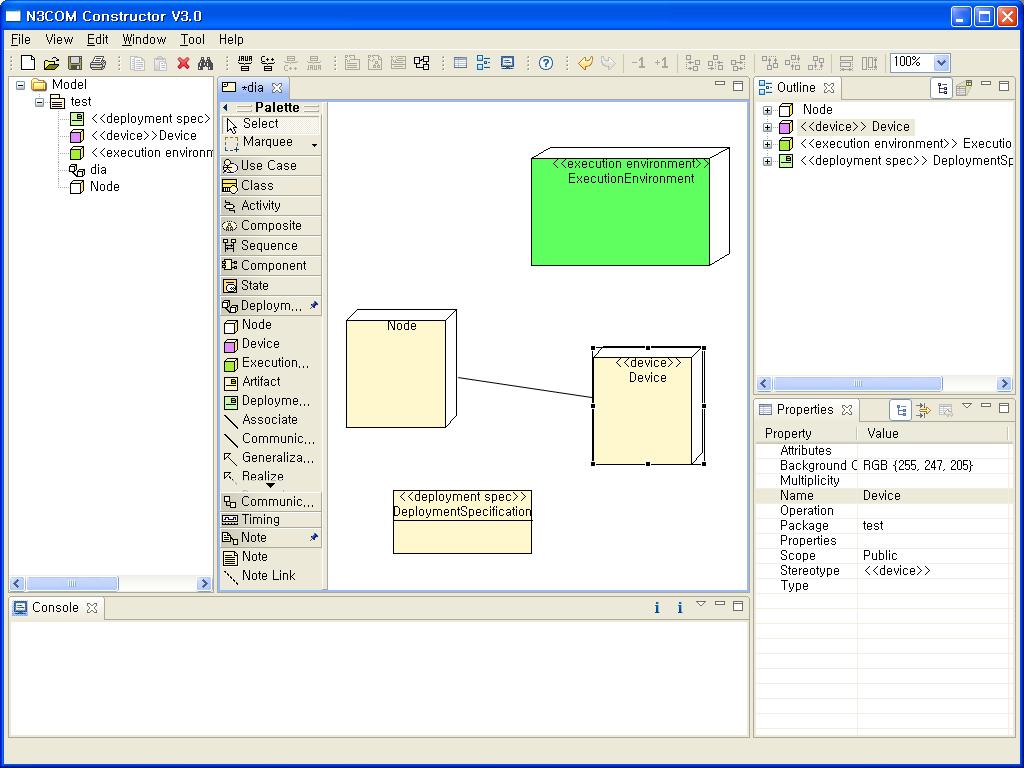 N3COM Constructor V3.0
File View Edit Window Tool Help
JAVA C++ -1 +1 100%
Model
test
<<deployment spec>
<<device>>Device
<<execution environm
dia
Node
*dia
Palette
Select
Marquee
Use Case
Class
Activity
Composite
Sequence
Component
State
Deploym...
Node
Device
Execution...
Artifact
Deployme...
Associate
Communic...
Generaliza...
Realize
Communic...
Timing
Note
Note
Note Link
<<execution environment>>
ExecutionEnvironment
Node
<<device>>
Device
<<deployment spec>>
DeploymentSpecification
Outline
Node
<<device>> Device
<<execution environment>> Executio
<<deployment spec>> DeploymentSp
Properties
Property Value
Attributes
Background C RGB {255, 247, 205}
Multiplicity
Name Device
Operation
Package test
Properties
Scope Public
Stereotype <<device>>
Type
Console